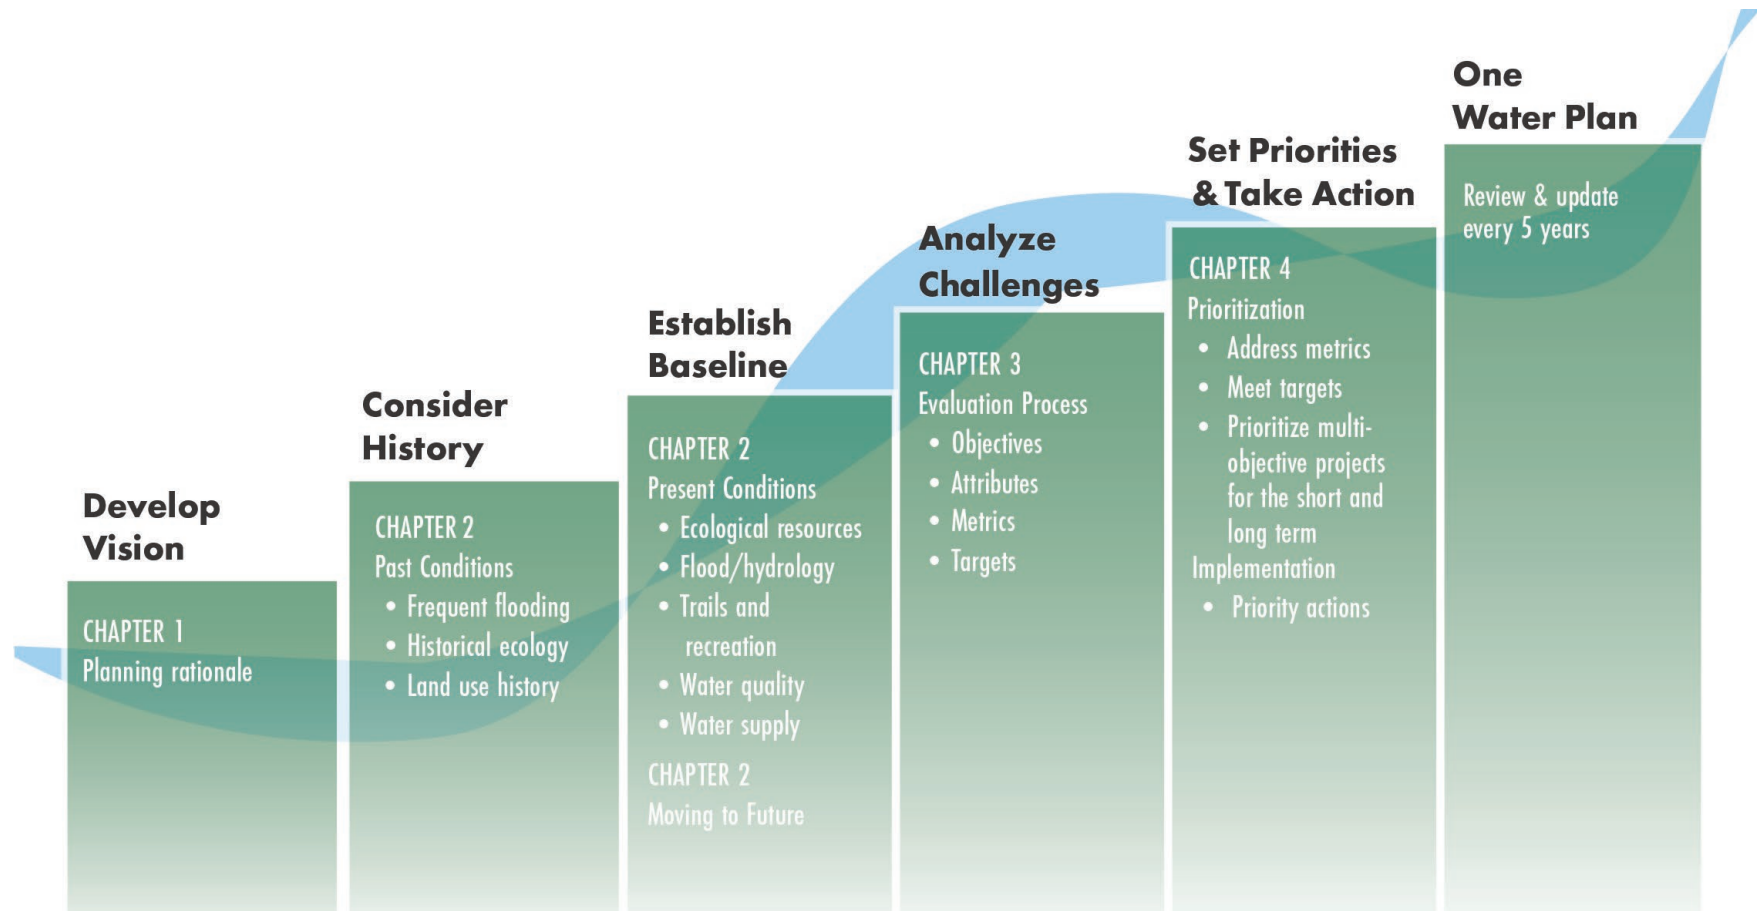 Develop
Vision
CHAPTER 1
Planning rationale
Consider
History
CHAPTER 2
Past Conditions
• Frequent flooding
• Historical ecology
• Land use history
Establish
Baseline
CHAPTER 2
Present Conditions
• Ecological resources
• Flood/hydrology
• Trails and
recreation
• Water quality
• Water supply
CHAPTER 2
Moving to Future
Analyze
Challenges
CHAPTER 3
Evaluation Process
• Objectives
• Attributes
• Metrics
• Targets
Set Priorities
& Take Action
CHAPTER 4
Prioritization
• Address metrics
• Meet targets
• Prioritize multi-
objective projects
for the short and
long term
Implementation
• Priority actions
One
Water Plan
Review & update
every 5 years